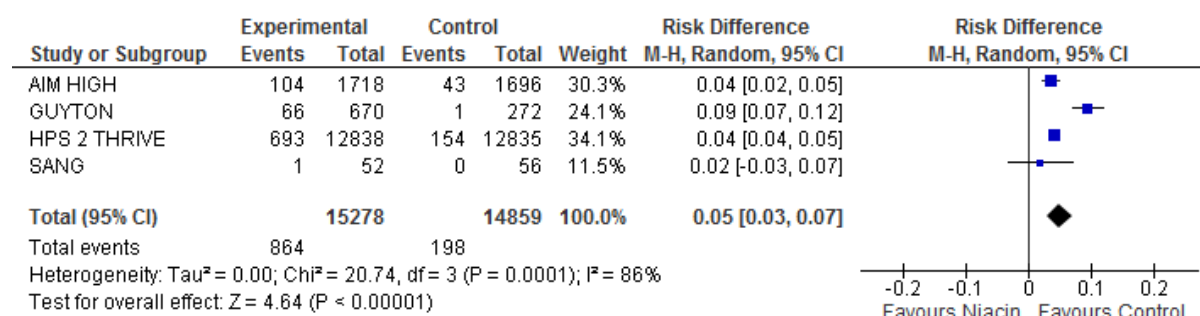 Experimental Control Risk Difference Risk Difference
Study or Subgroup Events Total Events Total Weight M-H, Random, 95% CI M-H, Random, 95% CI
AIM HIGH 104 1718 43 1696 30.3% 0.04 [0.02, 0.05]
GUYTON 66 670 1 272 24.1% 0.09 [0.07, 0.12]
HPS 2 THRIVE 693 12838 154 12835 34.1% 0.04 [0.04, 0.05]
SANG 1 52 0 56 11.5% 0.02 [-0.03, 0.07]
Total (95% CI) 15278 14859 100.0% 0.05 [0.03, 0.07]
Total events 864 198
Heterogeneity: Tau² = 0.00; Chi² = 20.74, df = 3 (P = 0.0001); I² = 86%
Test for overall effect: Z = 4.64 (P < 0.00001)
-0.2 -0.1 0 0.1 0.2
Favours Niacin Favours Control